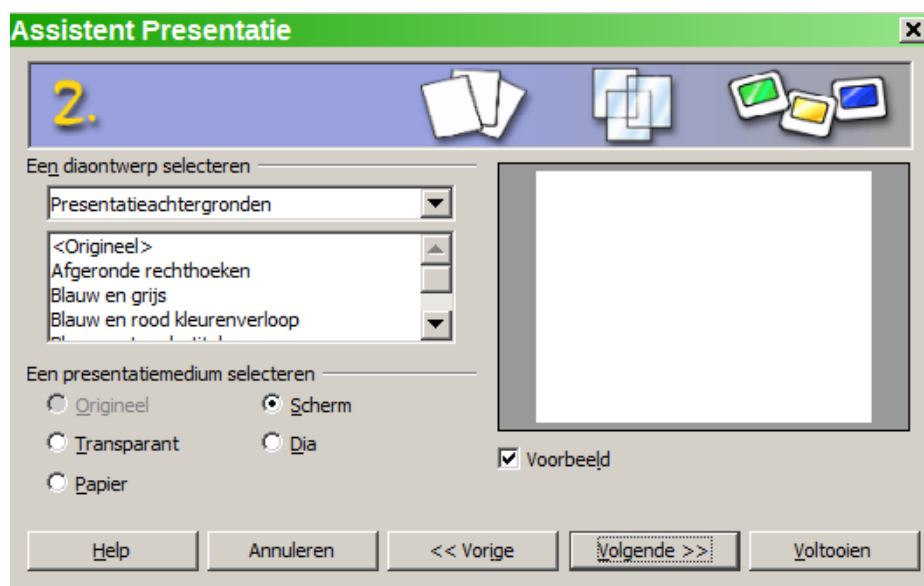 Assistent Presentatie
2.
Een diaontwerp selecteren
Presentatieachtergronden
<Origineel>
Afgeronde rechthoeken
Blauw en grijs
Blauw en rood kleurenverloop
Een presentatiemedium selecteren
Origineel
Scherm
Transparant
Dia
Papier
Voorbeeld
Help
Annuleren
<< Vorige
Volgende >>
Voltooien